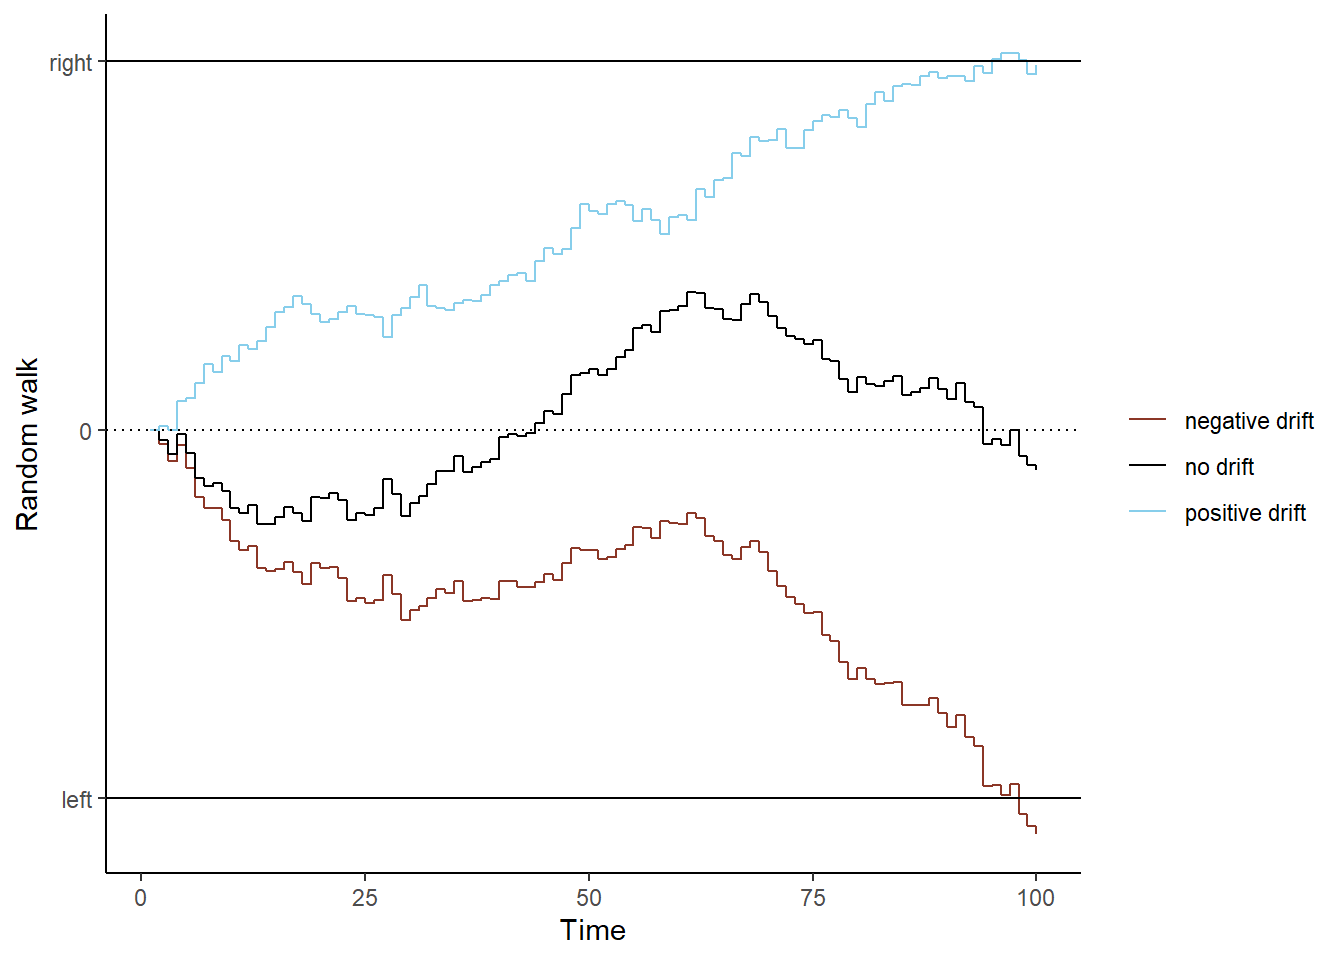 right
0
left
Random walk
0
25
50
75
100
Time
negative drift
no drift
positive drift